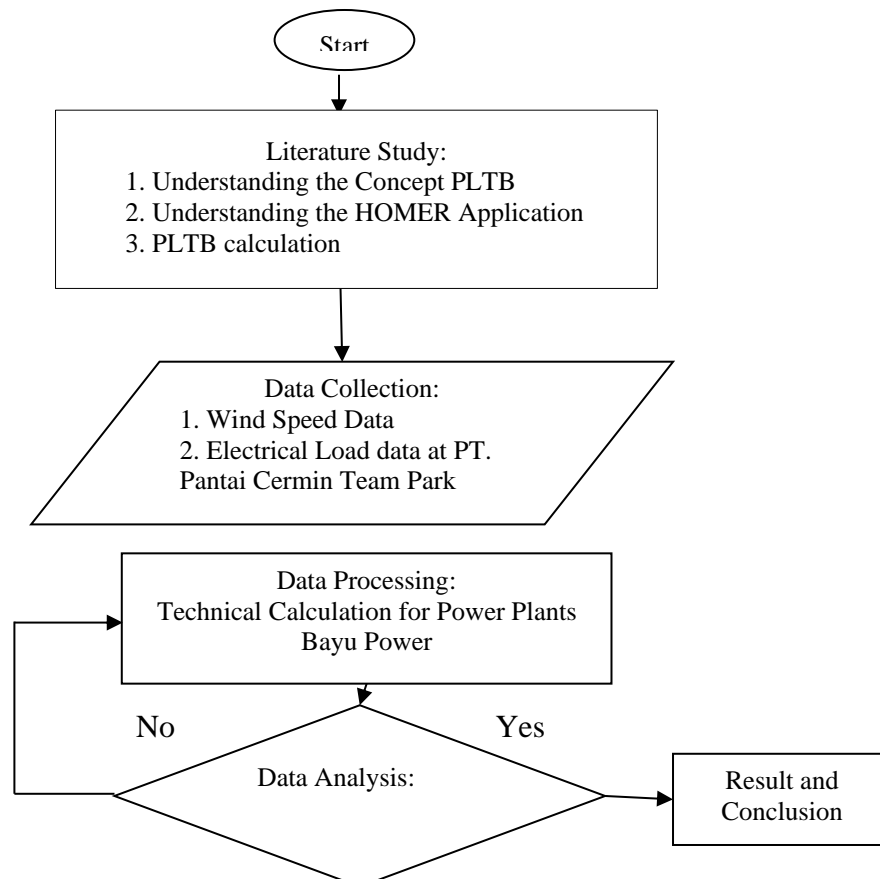 Start
Literature Study:
1. Understanding the Concept PLTB
2. Understanding the HOMER Application
3. PLTB calculation
Data Collection:
1. Wind Speed Data
2. Electrical Load data at PT.
Pantai Cermin Team Park
Data Processing:
Technical Calculation for Power Plants
Bayu Power
No
Yes
Data Analysis:
Result and
Conclusion